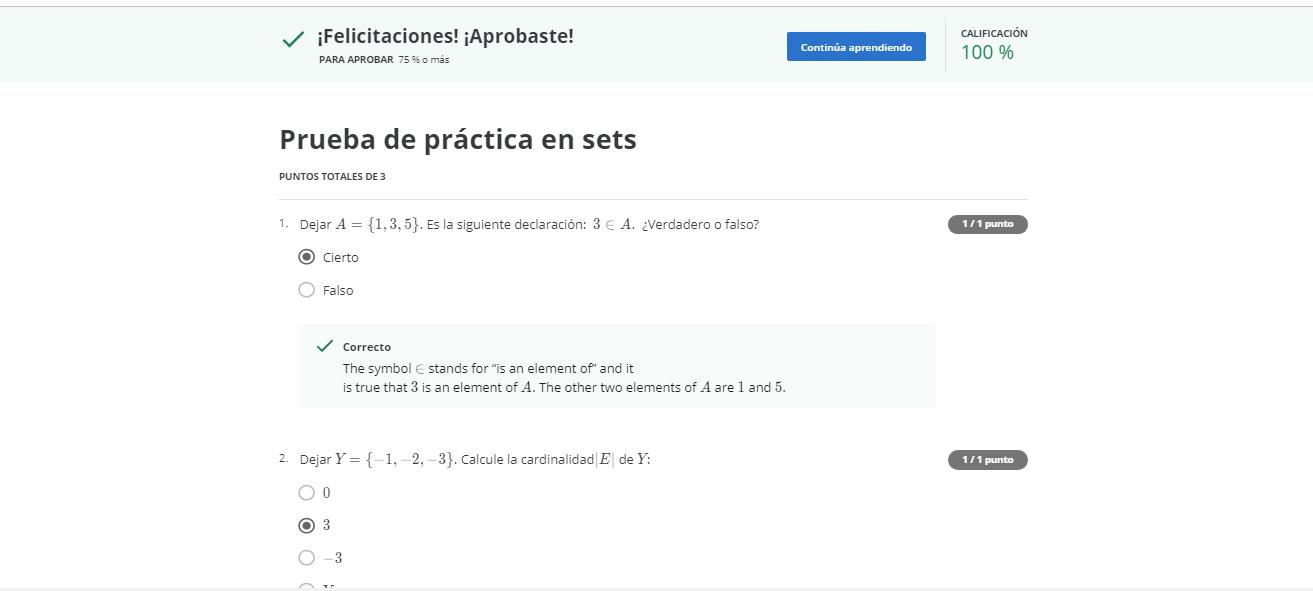 ¡Felicitaciones! ¡Aprobaste!
PARA APROBAR 75 % o más
Continúa aprendiendo
CALIFICACIÓN
100 %
Prueba de práctica en sets
PUNTOS TOTALES DE 3
1. Dejar A = {1, 3, 5}. Es la siguiente declaración: 3 ∈ A. ¿Verdadero o falso?
1 / 1 punto
Cierto
Falso
Correcto
The symbol ∈ stands for “is an element of” and it
is true that 3 is an element of A. The other two elements of A are 1 and 5.
2. Dejar Y = {−1, −2, −3}. Calcule la cardinalidad|E| de Y:
1 / 1 punto
0
3
−3